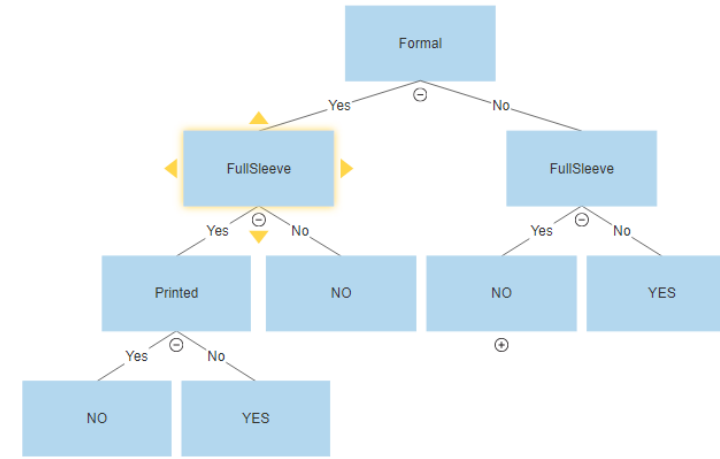 Formal
Yes
No
FullSleeve
FullSleeve
Yes
No
Yes
No
Printed
NO
NO
YES
Yes
No
NO
YES